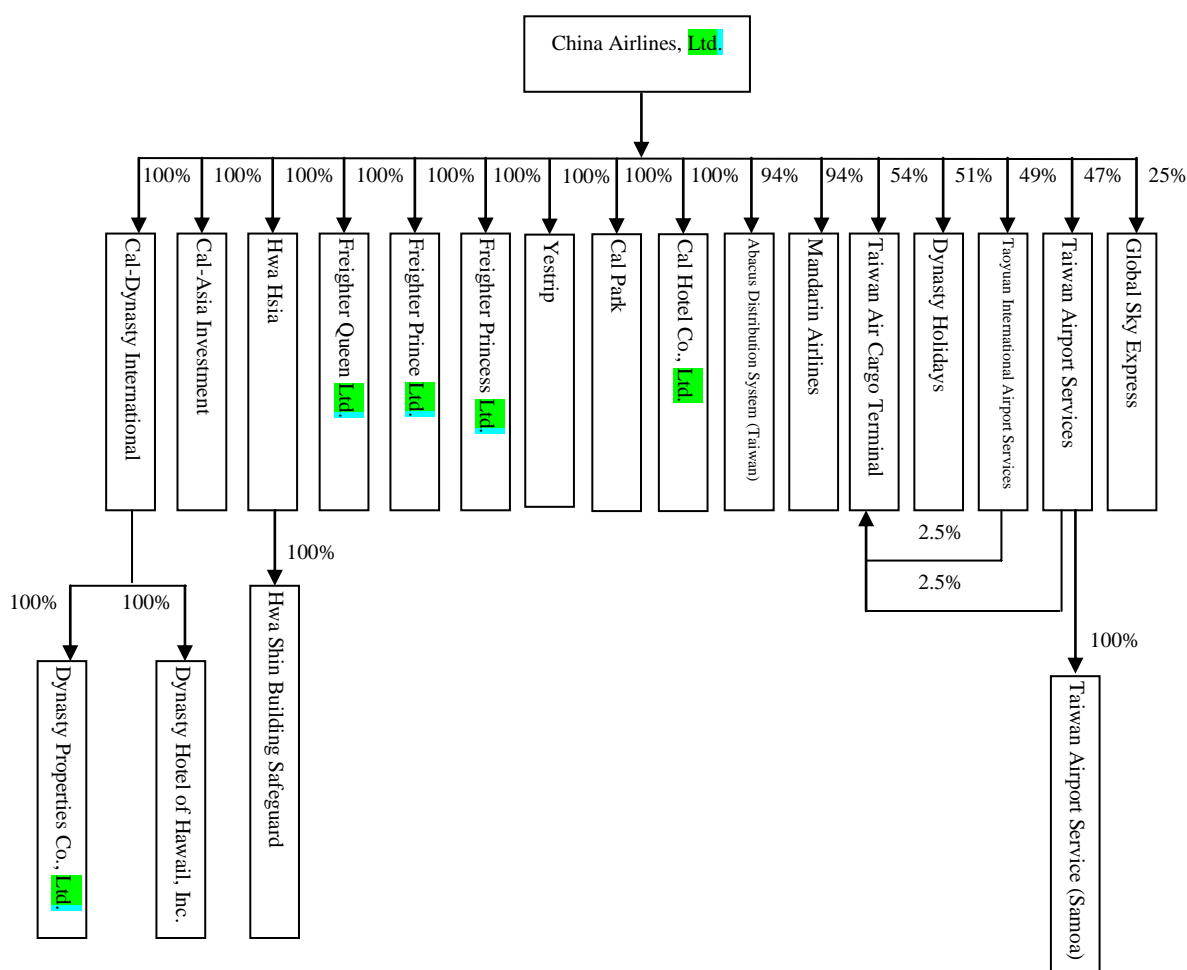 China Airlines, Ltd.
100%
100%
100%
100%
100%
100%
100%
100%
100%
94%
94%
54%
51%
49%
47%
25%
Cal-Dynasty International
Cal-Asia Investment
Hwa Hsia
Freighter Queen Ltd.
Freighter Prince Ltd.
Freighter Princess Ltd.
Yestrip
Cal Park
Cal Hotel Co., Ltd.
Abacus Distribution System (Taiwan)
Mandarin Airlines
Taiwan Air Cargo Terminal
Dynasty Holidays
Taoyuan International Airport Services
Taiwan Airport Services
Global Sky Express
2.5%
100%
2.5%
100%
100%
100%
Dynasty Properties Co., Ltd.
Dynasty Hotel of Hawail, Inc.
Hwa Shin Building Safeguard
Taiwan Airport Service (Samoa)